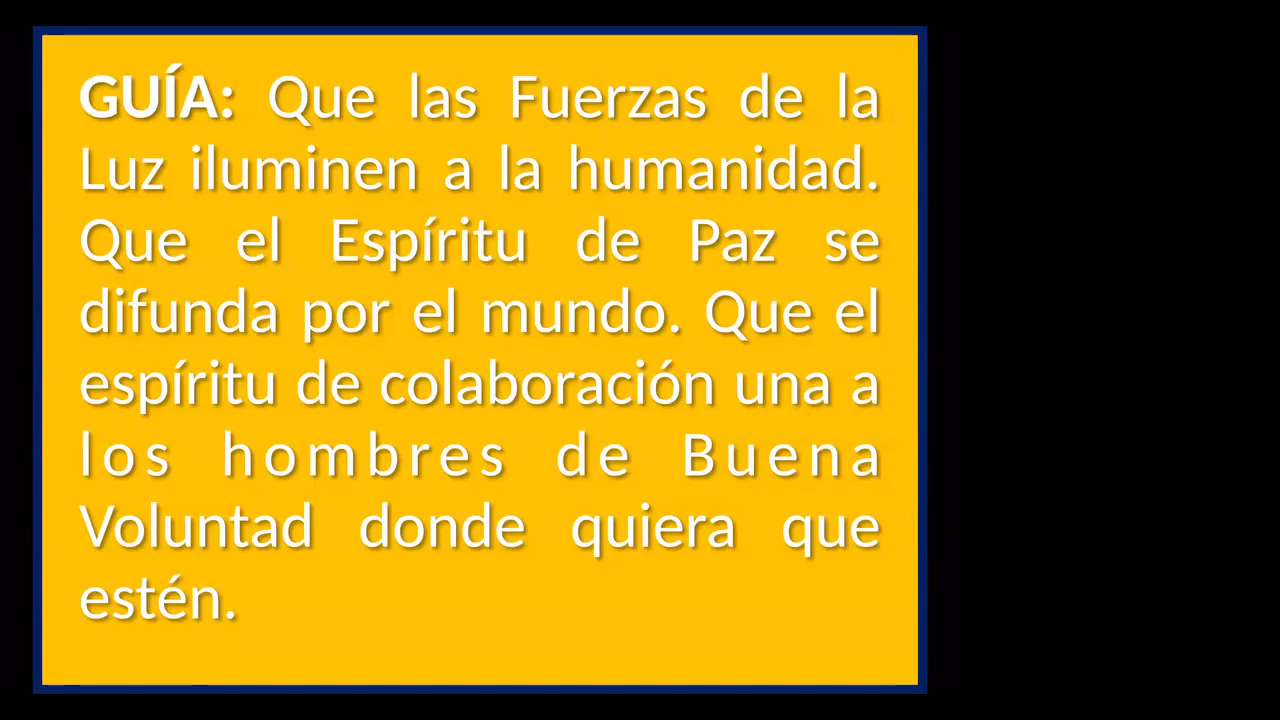 GUÍA: Que las Fuerzas de la
Luz iluminen a la humanidad.
Que el Espíritu de Paz se
difunda por el mundo. Que el
espíritu de colaboración una a
los hombres de Buena
Voluntad donde quiera que
estén.